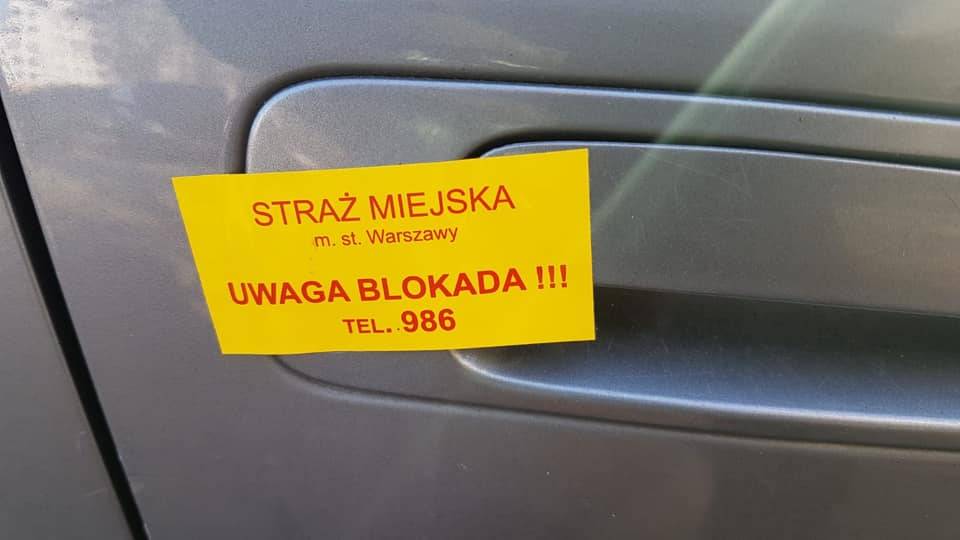 STRAŻ MIEJSKA
m. st. Warszawy
UWAGA BLOKADA !!!
TEL. 986